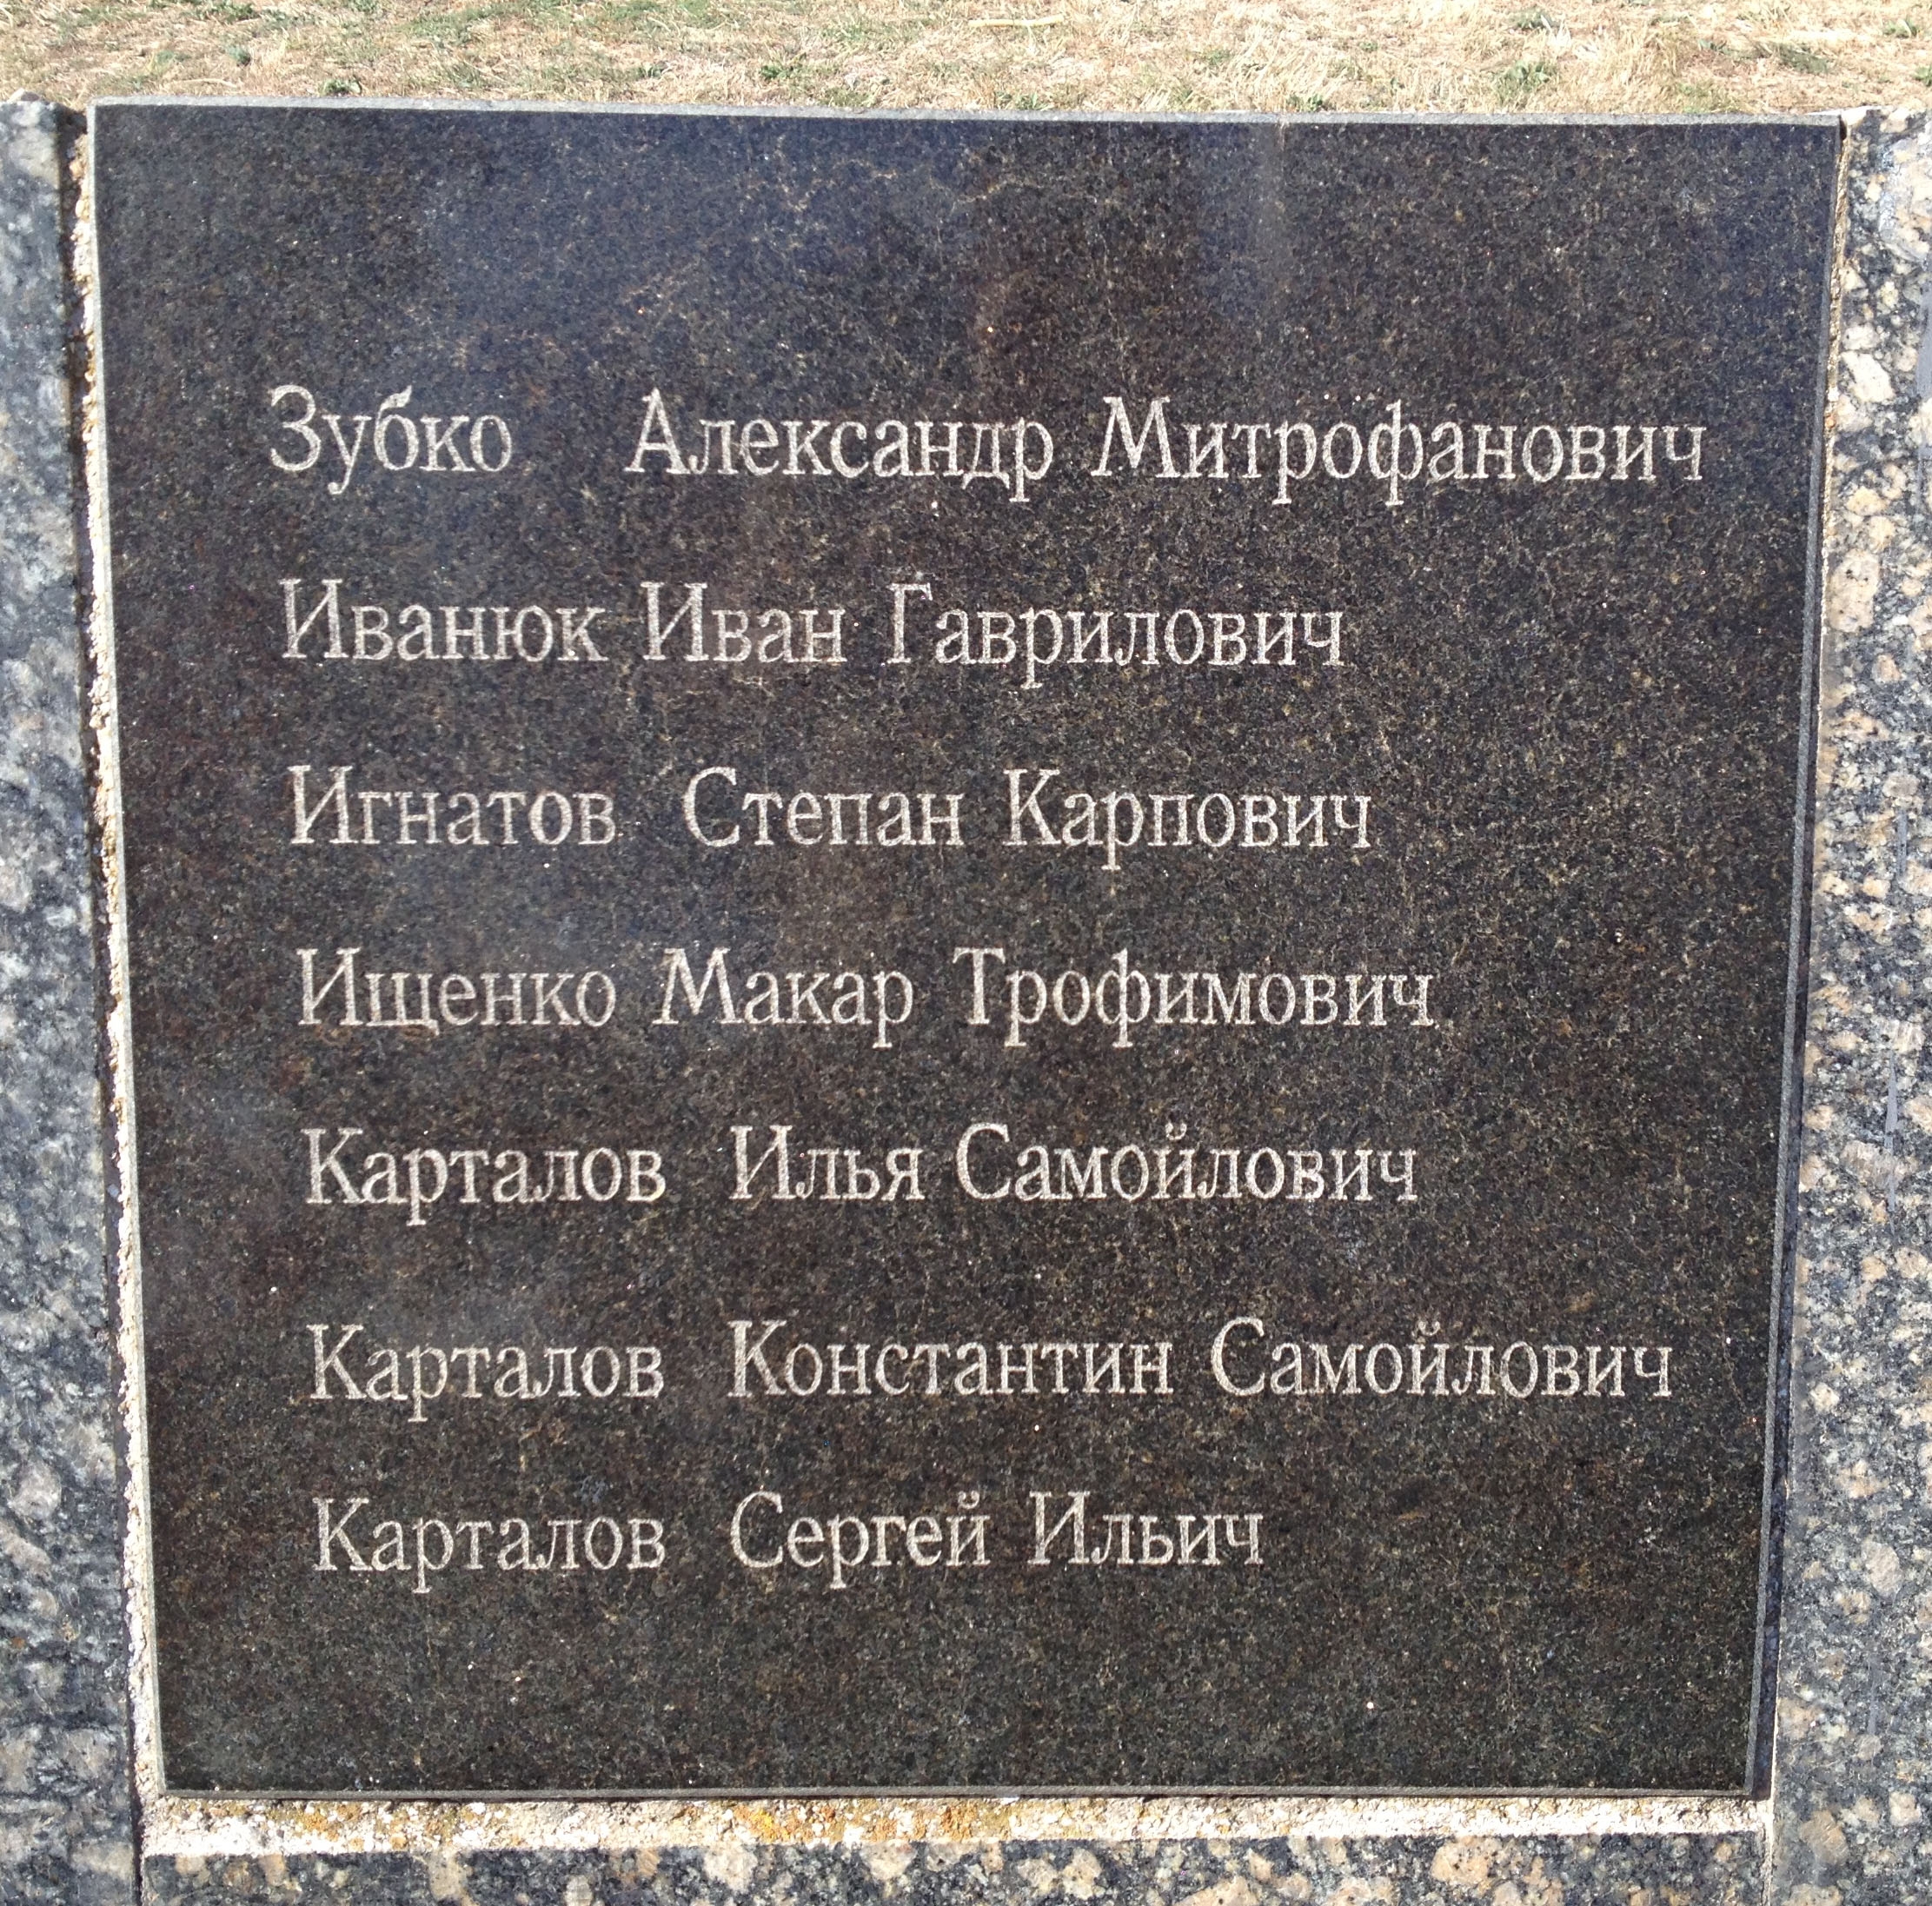 Зубко Александр Митрофанович
Иванюк Иван Гаврилович
Игнатов Степан Карпович
Ищенко Макар Трофимович
Карталов Илья Самойлович
Карталов Константин Самойлович
Карталов Сергей Ильич